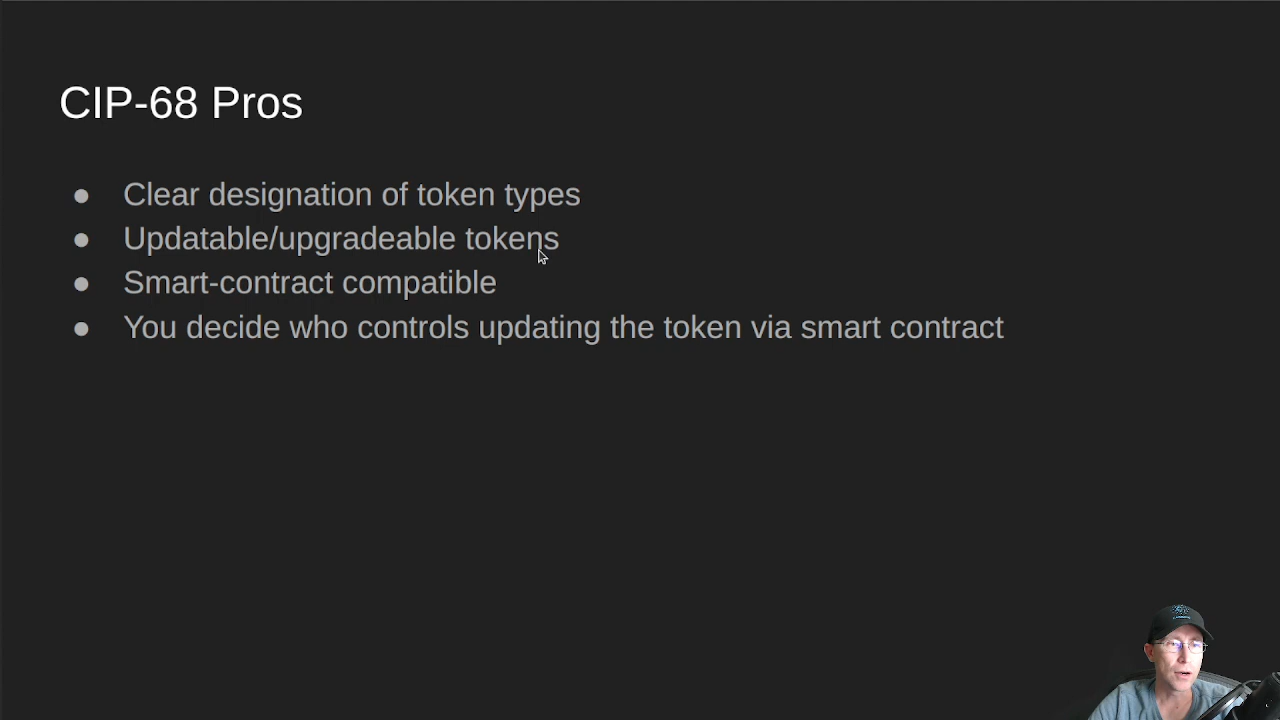 CIP-68 Pros
● Clear designation of token types
● Updatable/upgradeable tokens
● Smart-contract compatible
● You decide who controls updating the token via smart contract